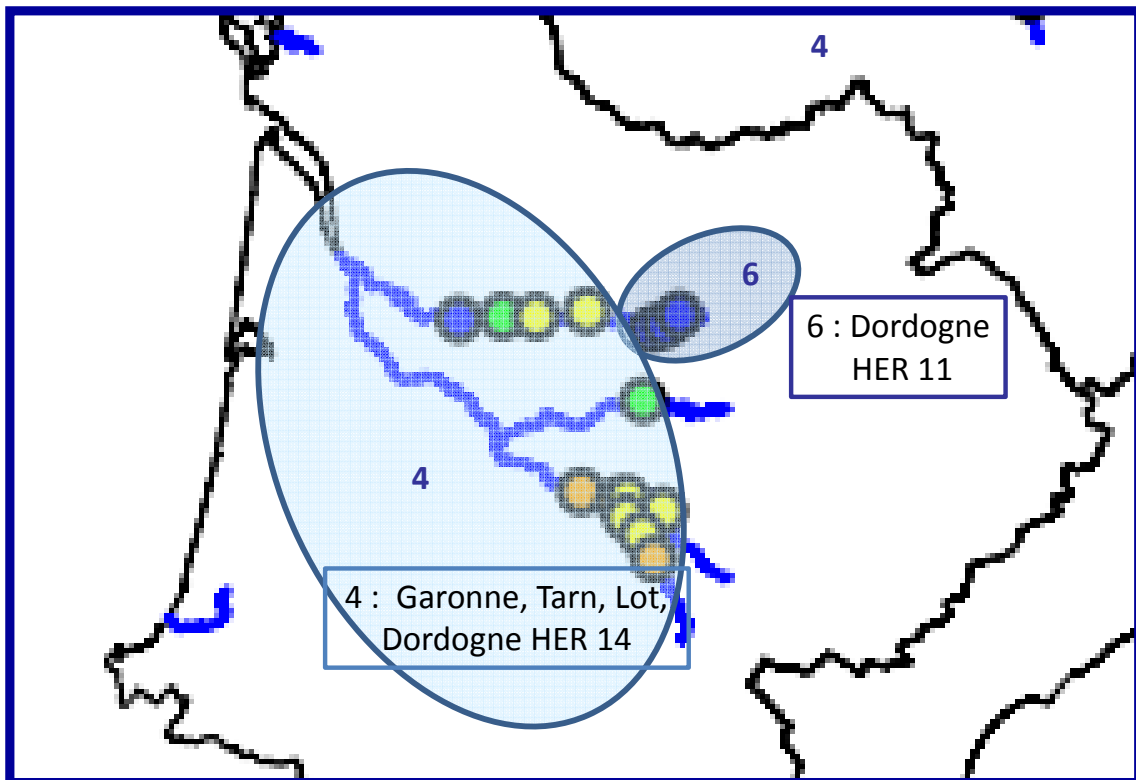 4
6
6 : Dordogne
HER 11
4
4 :  Garonne, Tarn, Lot,
Dordogne HER 14